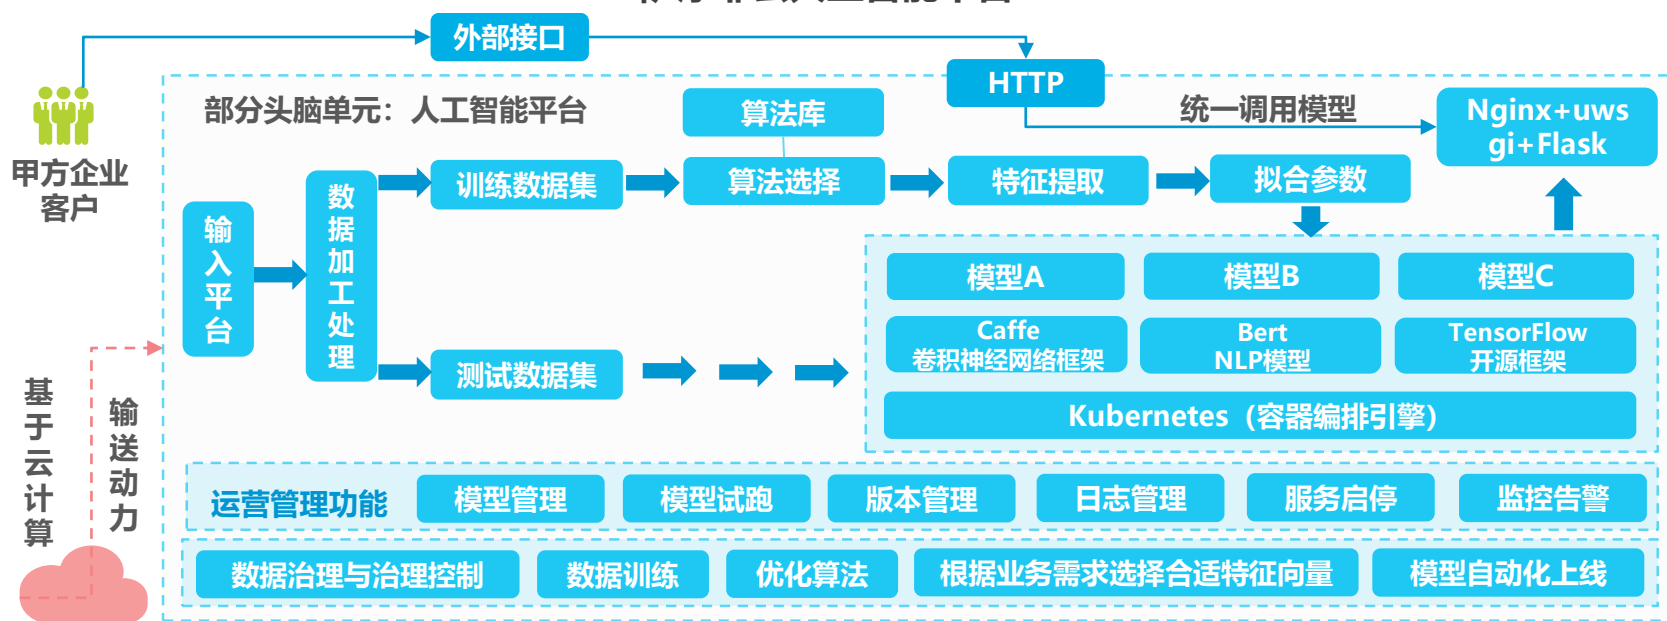 外部接口
HTTP
部分头脑单元：人工智能平台
算法库
统一调用模型
Nginx+uws
gi+Flask
甲方企业
客户
输入平台
数据加工处理
训练数据集
算法选择
特征提取
拟合参数
模型A
模型B
模型C
Caffe
卷积神经网络框架
Bert
NLP模型
TensorFlow
开源框架
测试数据集
Kubernetes（容器编排引擎）
基于云计算
输送动力
运营管理功能
模型管理
模型试跑
版本管理
日志管理
服务启停
监控告警
数据治理与治理控制
数据训练
优化算法
根据业务需求选择合适特征向量
模型自动化上线